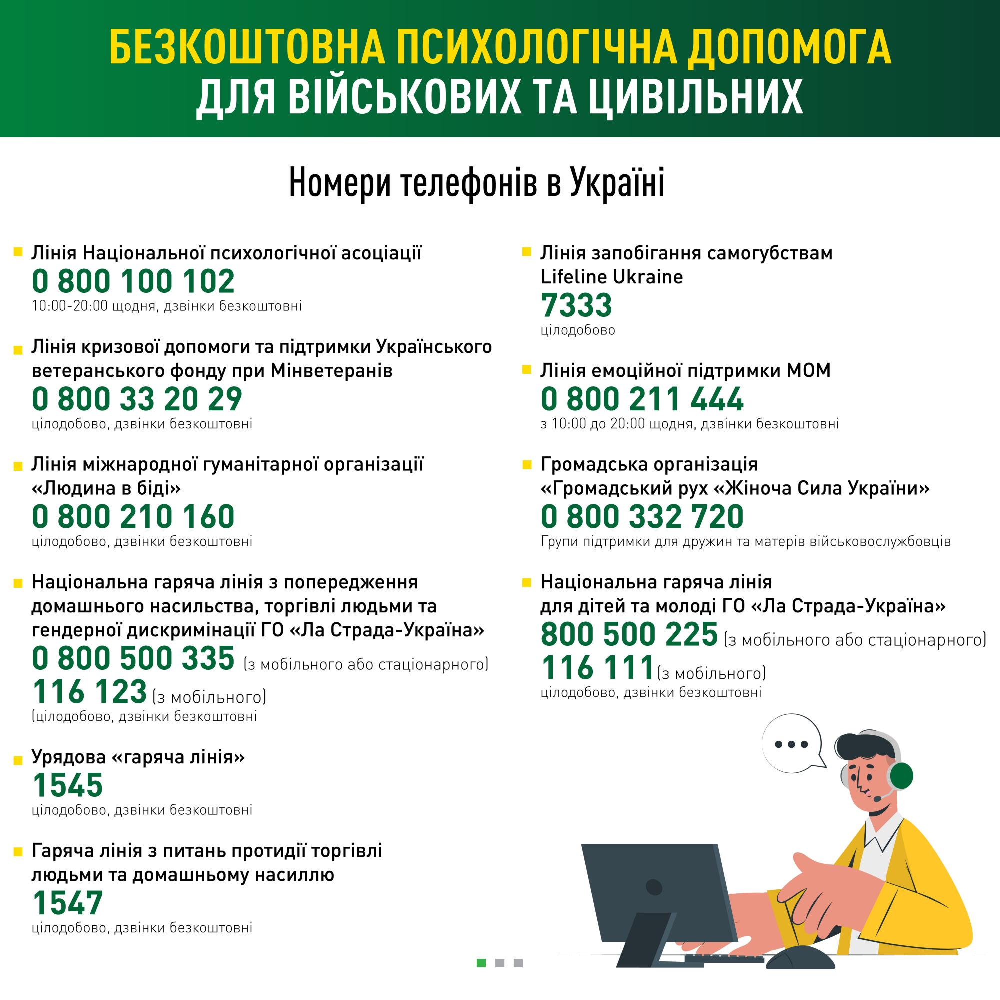 БЕЗКОШТОВНА ПСИХОЛОГІЧНА ДОПОМОГА
ДЛЯ ВІЙСЬКОВИХ ТА ЦИВІЛЬНИХ
Номери телефонів в Україні
Лінія Національної психологічної асоціації
0 800 100 102
10:00-20:00 щодня, дзвінки безкоштовні
Лінія кризової допомоги та підтримки Українського
ветеранського фонду при Мінветеранів
0 800 33 20 29
цілодобово, дзвінки безкоштовні
Лінія міжнародної гуманітарної організації
«Людина в біді»
0 800 210 160
цілодобово, дзвінки безкоштовні
Національна гаряча лінія з попередження
домашнього насильства, торгівлі людьми та
гендерної дискримінації ГО «Ла Страда-Україна»
0 800 500 335 (з мобільного або стаціонарного)
116 123 (з мобільного)
(цілодобово, дзвінки безкоштовні
Урядова «гаряча лінія»
1545
цілодобово, дзвінки безкоштовні
Гаряча лінія з питань протидії торгівлі
людьми та домашньому насиллю
1547
цілодобово, дзвінки безкоштовні
Лінія запобігання самогубствам
Lifeline Ukraine
7333
цілодобово
Лінія емоційної підтримки МОМ
0 800 211 444
з 10:00 до 20:00 щодня, дзвінки безкоштовні
Громадська організація
«Громадський рух «Жіноча Сила України»
0 800 332 720
Групи підтримки для дружин та матерів військовослужбовців
Національна гаряча лінія
для дітей та молоді ГО «Ла Страда-Україна»
800 500 225 (з мобільного або стаціонарного)
116 111 (з мобільного)
цілодобово, дзвінки безкоштовні